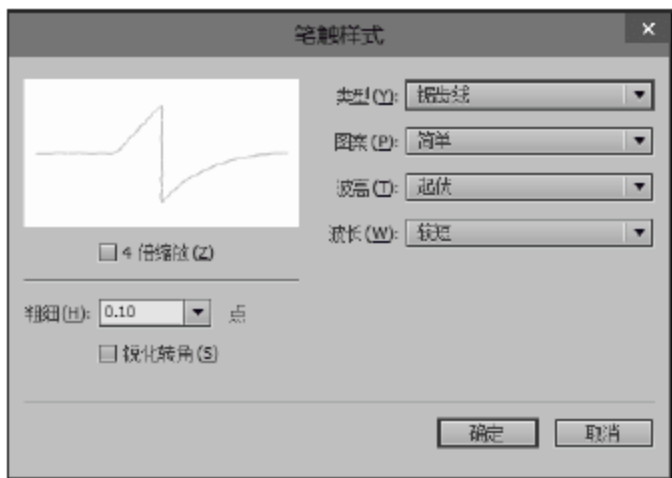 笔触样式
类型(Y): 锯齿线
图案(P): 简单
波高(T): 起伏
波长(W): 较短
4 倍缩放(Z)
粗细(H): 0.10 点
锐化转角(S)
确定 取消